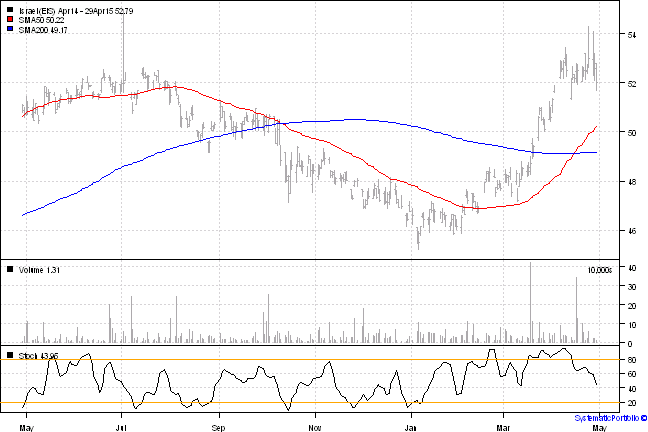 Israel (EIS) Apr14 - 29Apr15 52.79
SMA50 50.22
SMA200 49.17
54
52
50
48
46
Volume 1.31
10,000s
40
30
20
10
0
Stoch 43.95
80
60
40
20
May Jul Sep Nov Jan Mar May
SystematicPortfolio ©